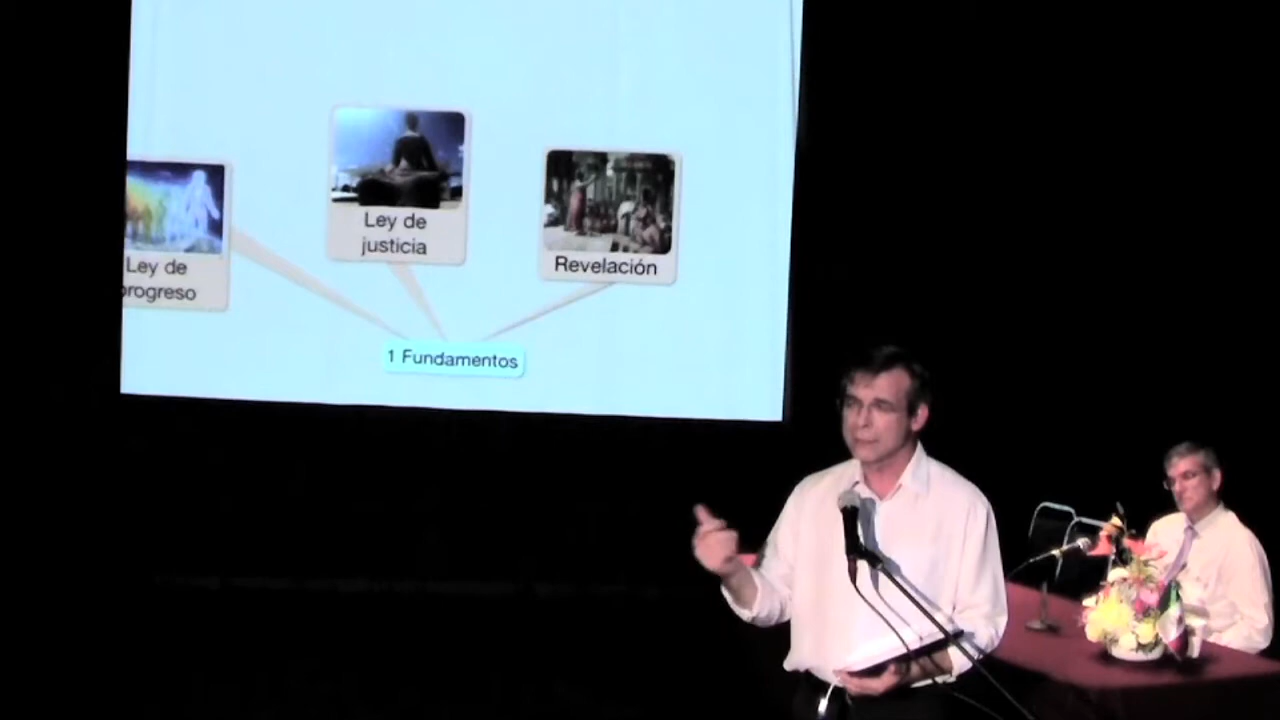 Ley de
progreso
Ley de
justicia
Revelación
1 Fundamentos